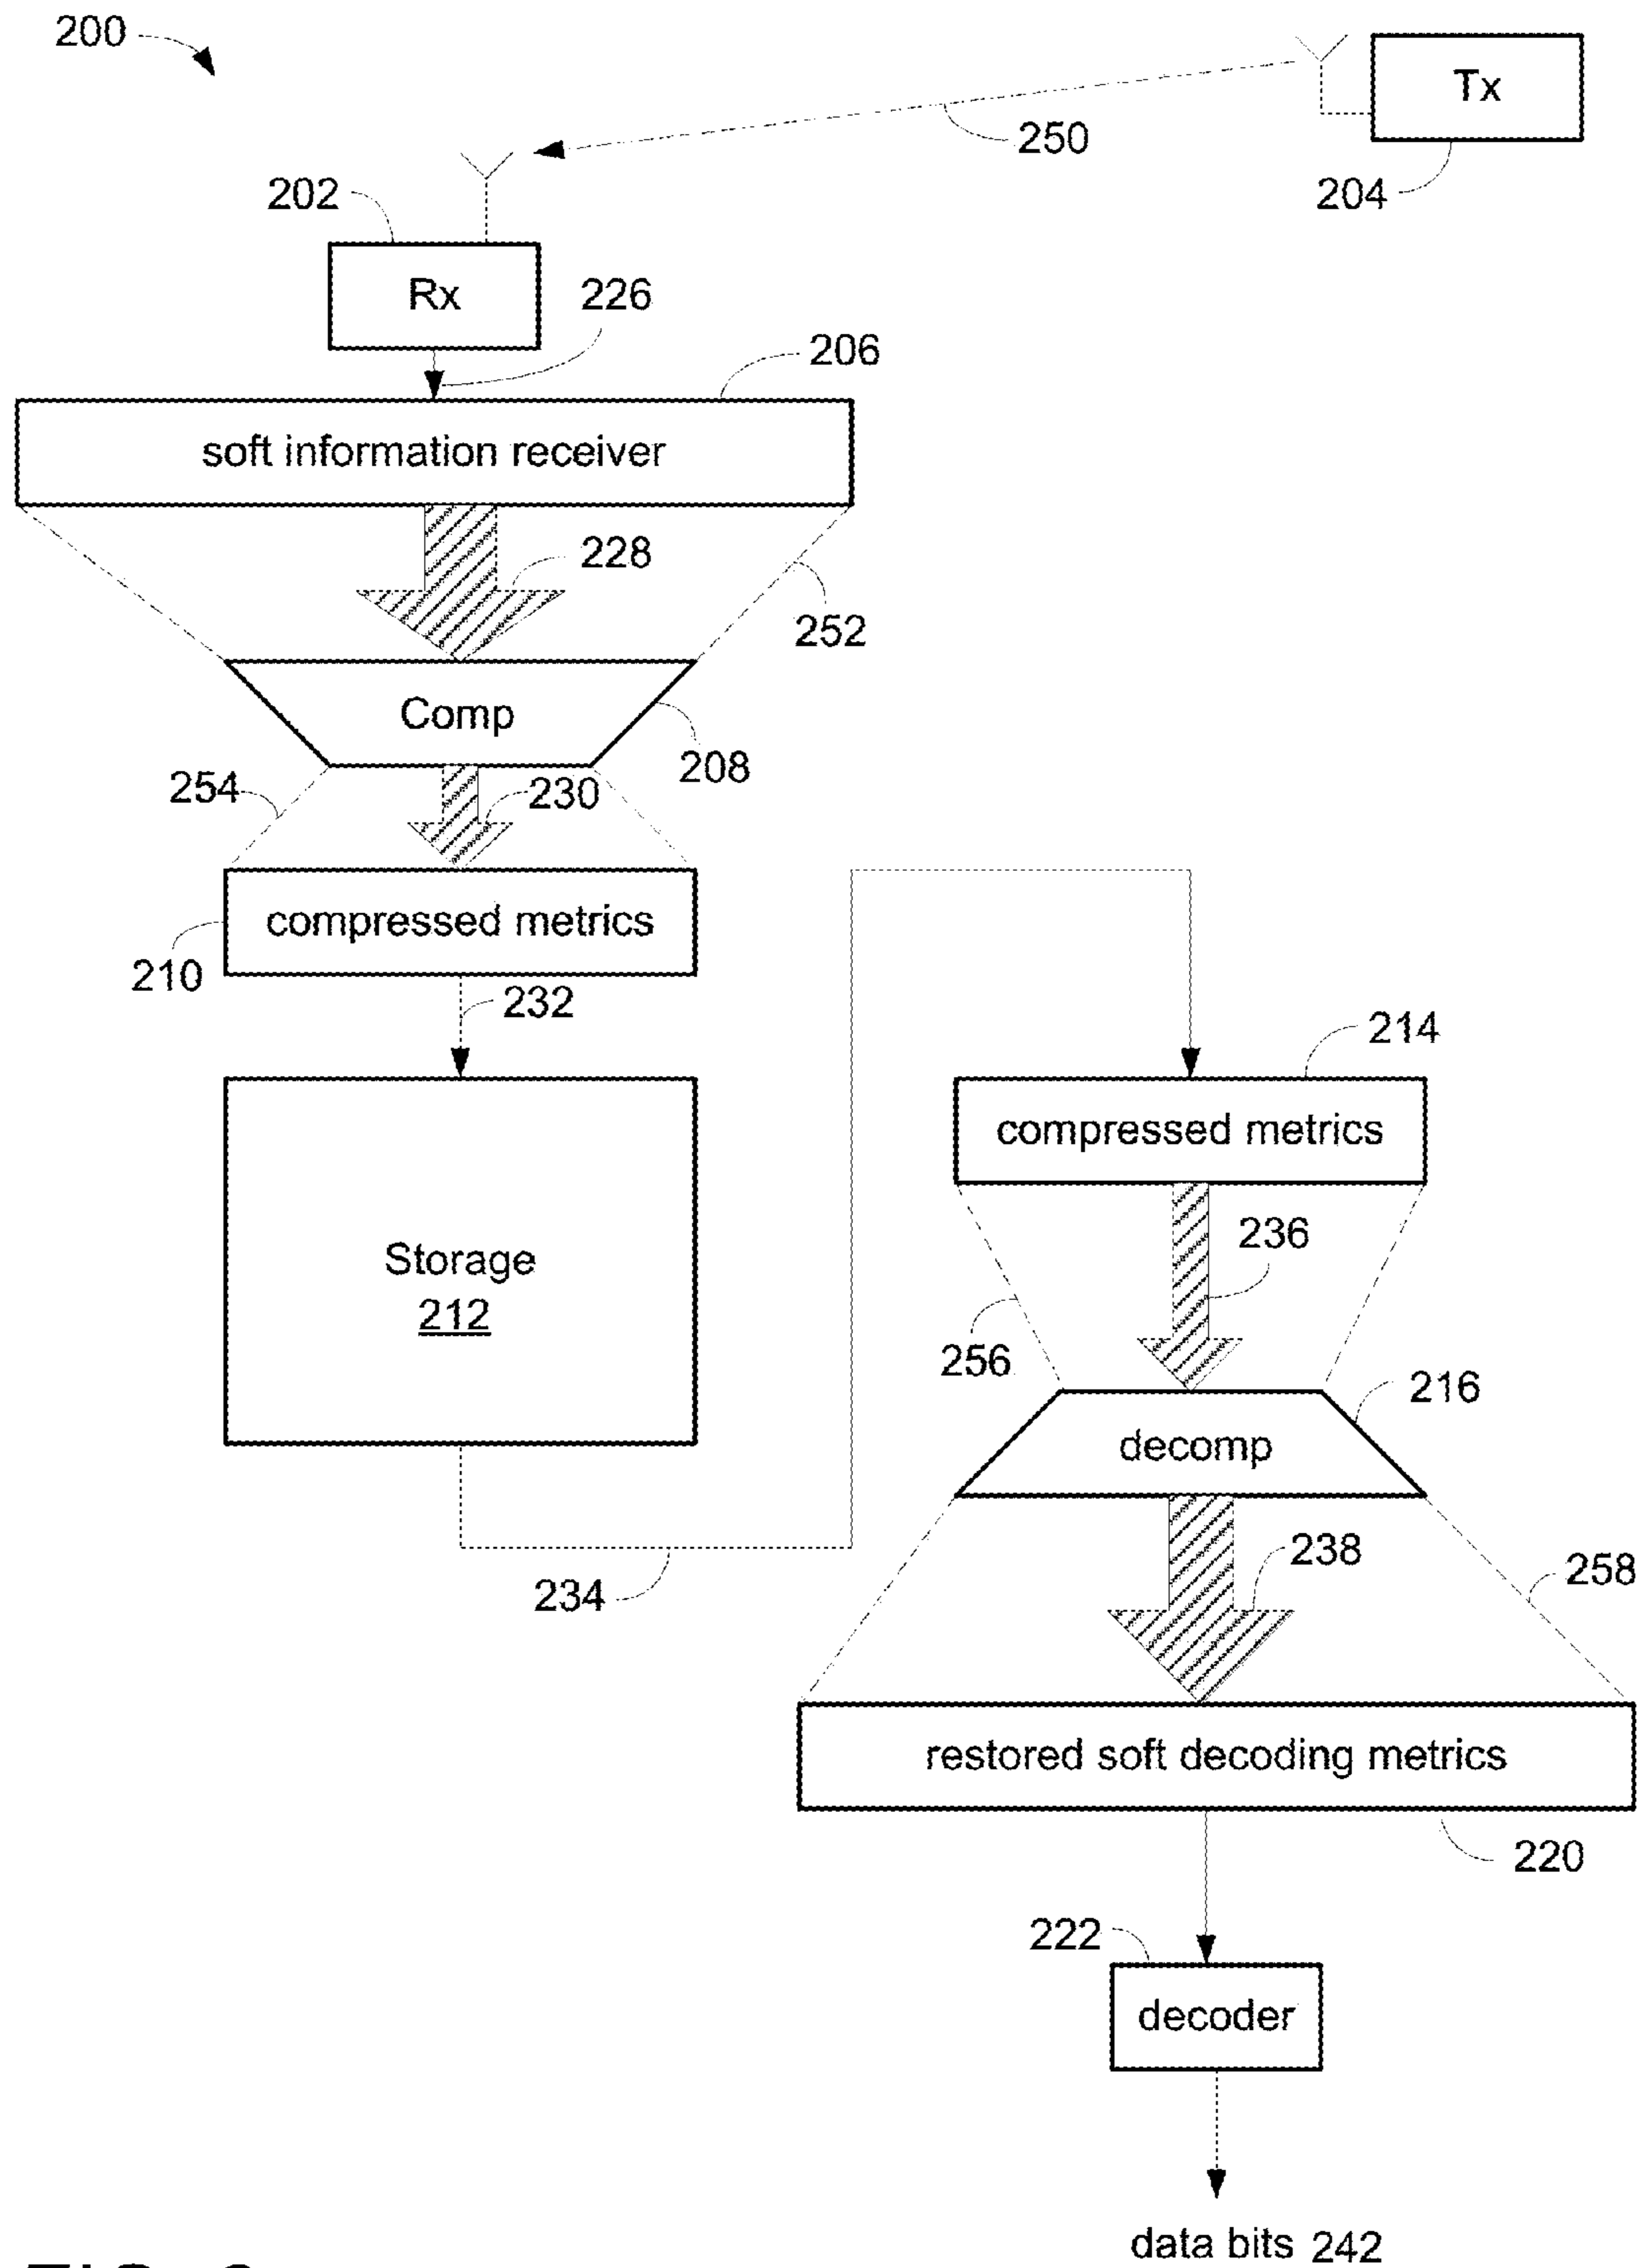 200
Tx
250
204
202
Rx
226
206
soft information receiver
228
252
Comp
208
254
230
compressed metrics
210
232
214
compressed metrics
Storage
212
236
256
216
decomp
238
258
234
restored soft decoding metrics
220
222
decoder
data bits 242